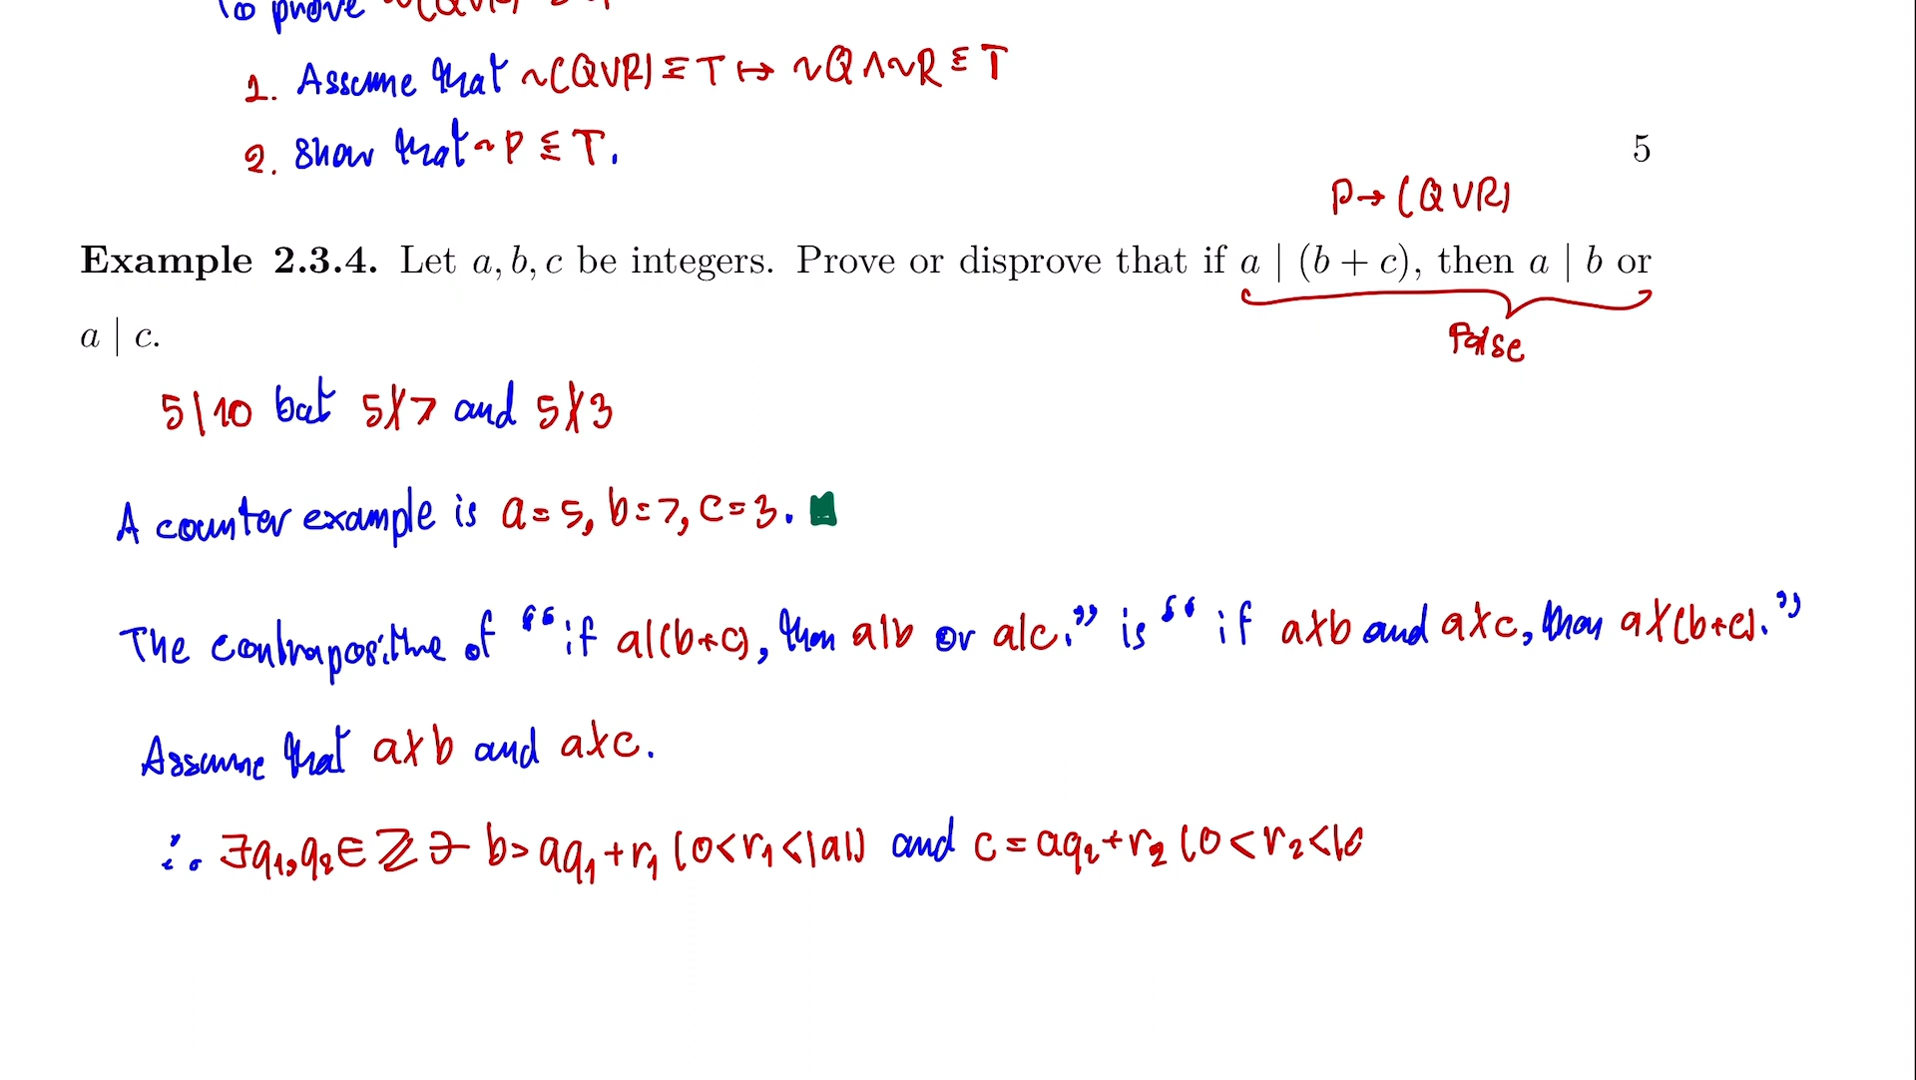 To prove ~(Q∨R)
1. Assume that ~(Q∨R) ≡ T ↦ ~Q ∧ ~R ≡ T
2. Show that ~P ≡ T.
5
P → (Q∨R)
Example 2.3.4. Let a, b, c be integers. Prove or disprove that if a | (b + c), then a | b or
a | c.
False
5|10 but 5∤7 and 5∤3
A counter example is a=5, b=7, c=3.
The contrapositive of “if a|(b+c), then a|b or a|c.” is “if a∤b and a∤c, then a∤(b+c).”
Assume that a∤b and a∤c.
∴ ∃q₁,q₂ ∈ ℤ ∋ b = aq₁ + r₁ (0<r₁<|a|) and c = aq₂ + r₂ (0<r₂<|